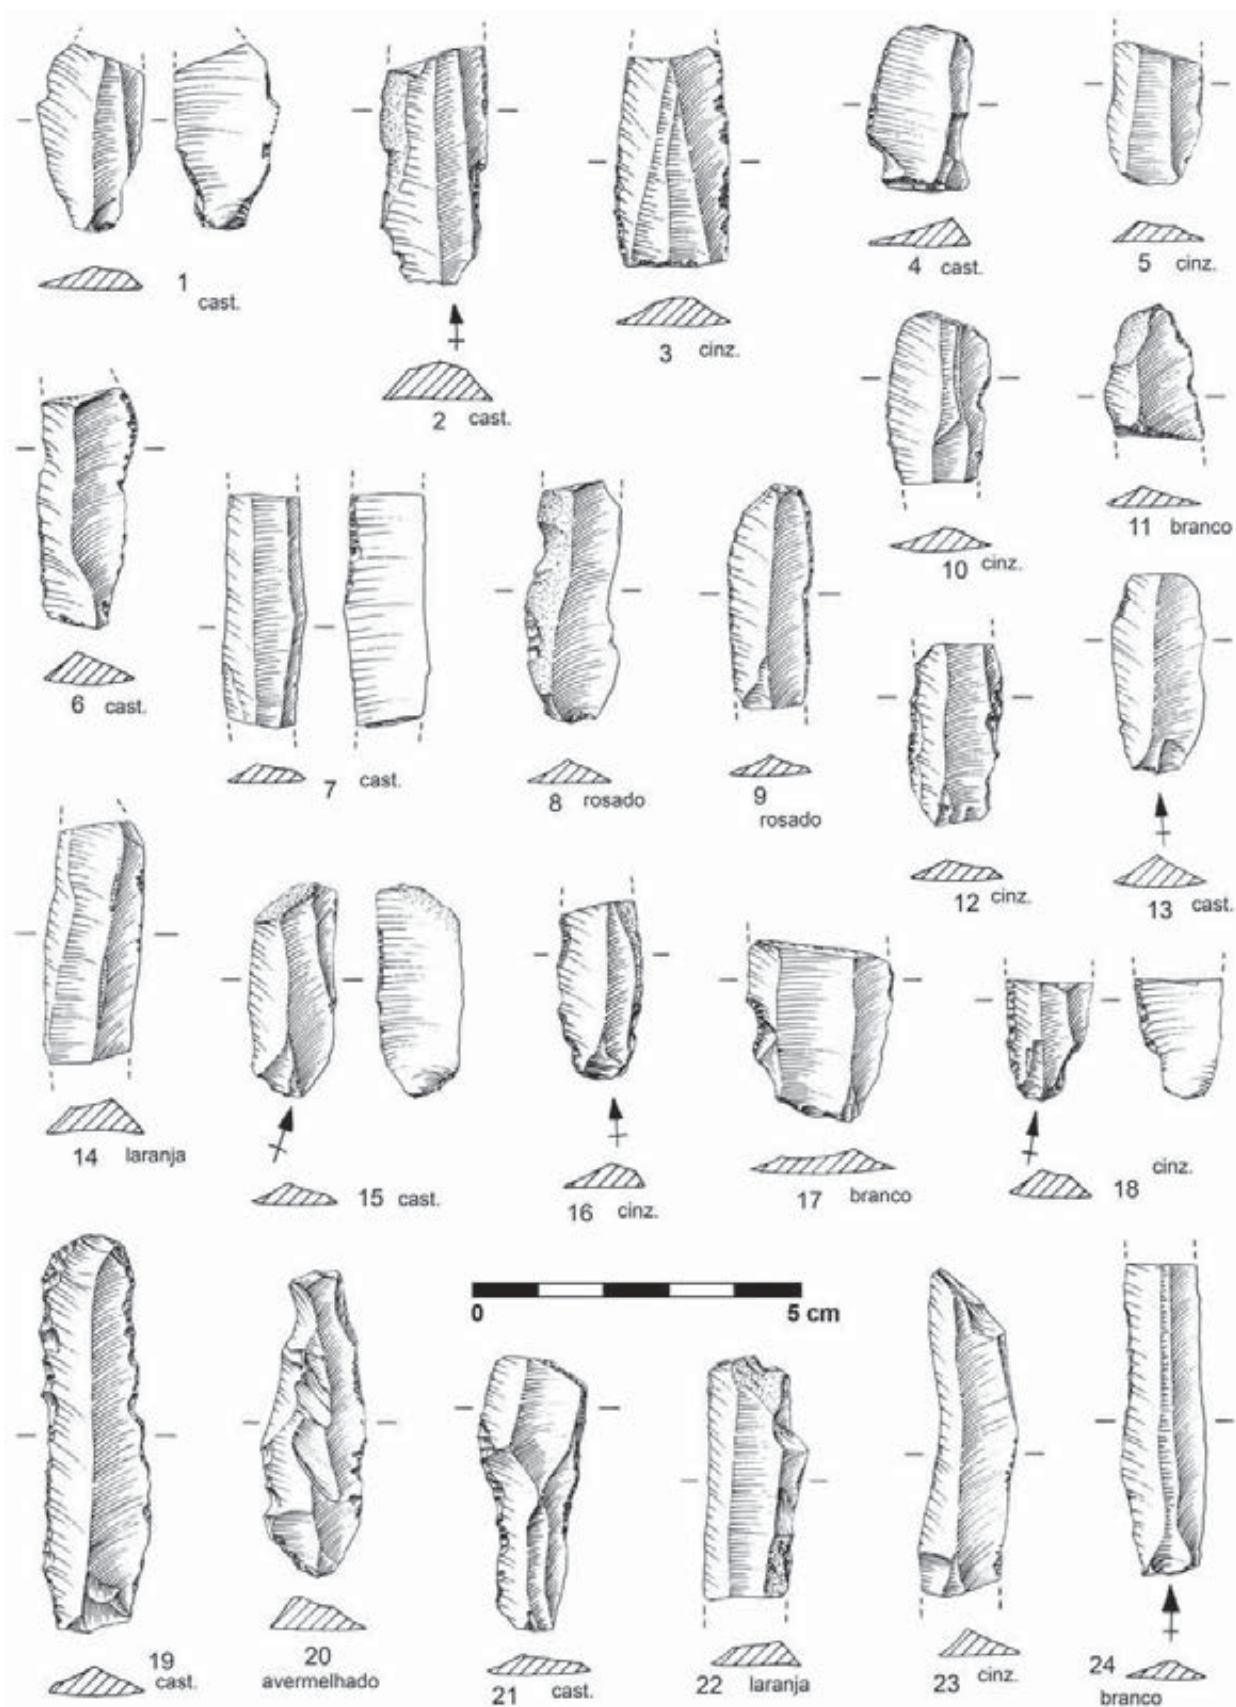 1 cast.
2 cast.
3 cinz.
4 cast.
5 cinz.
6 cast.
7 cast.
8 rosado
9
rosado
10 cinz.
11 branco
12 cinz.
13 cast.
14 laranja
15 cast.
16 cinz.
17 branco
18 cinz.
19
cast.
20
avermelhado
0 5 cm
21 cast.
22 laranja
23 cinz.
24
branco